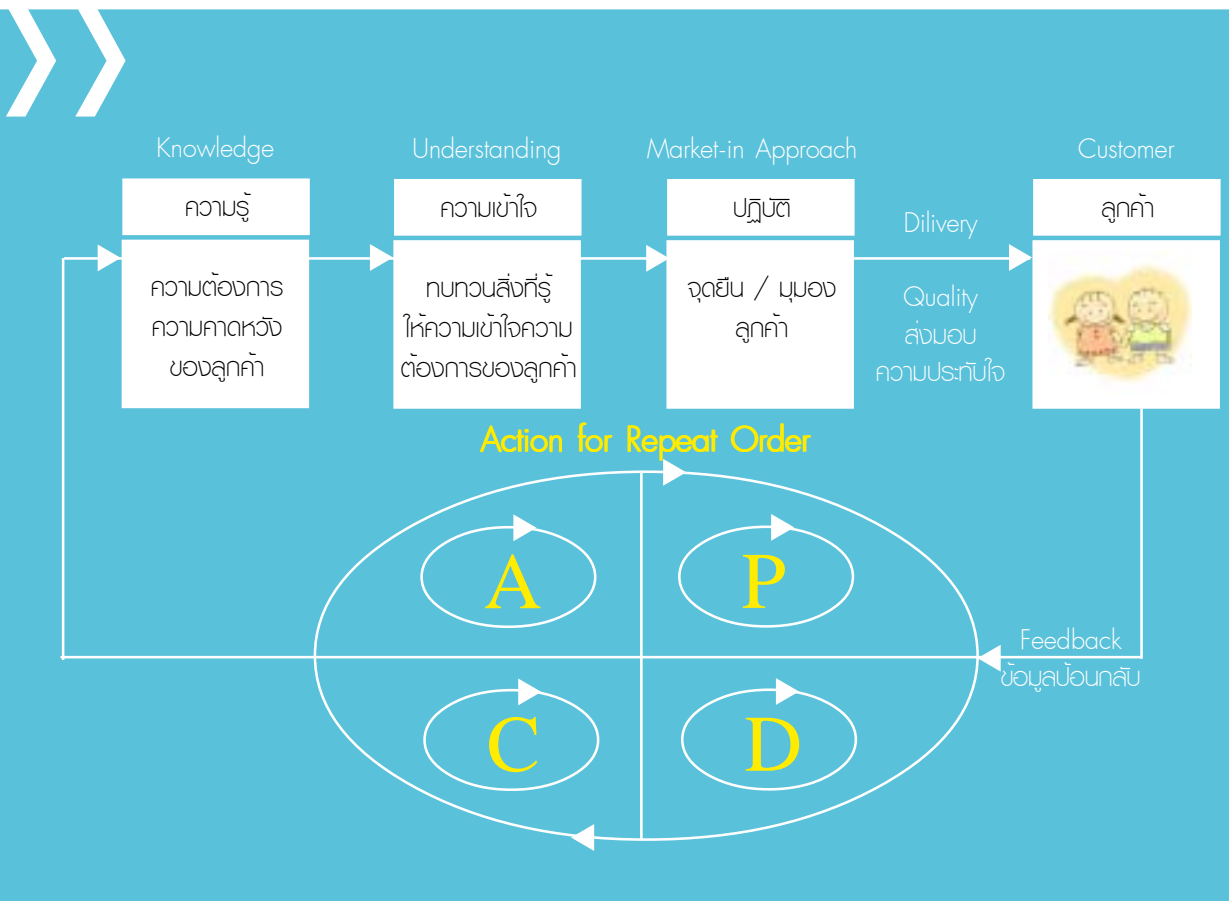 Knowledge
Understanding
Market-in Approach
Customer
ความรู้
ความเข้าใจ
ปฏิบัติ
ลูกค้า
ความต้องการ
ความคาดหวัง
ของลูกค้า
ทบทวนสิ่งที่รู้
ให้ความเข้าใจความ
ต้องการของลูกค้า
จุดยืน / มุมอง
ลูกค้า
Dilivery
Quality
ส่งมอบ
ความประทับใจ
Action for Repeat Order
A
P
C
D
Feedback
ข้อมูลป้อนกลับ